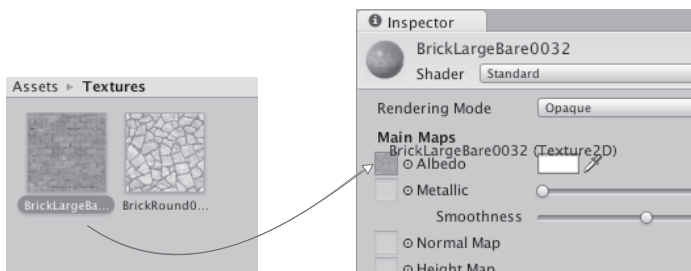 Assets ▸ Textures
BrickLargeBa...
BrickRound0...
Inspector
BrickLargeBare0032
Shader
Standard
Rendering Mode
Opaque
Main Maps
BrickLargeBare0032 (Texture2D)
Albedo
Metallic
Smoothness
Normal Map
Height Map